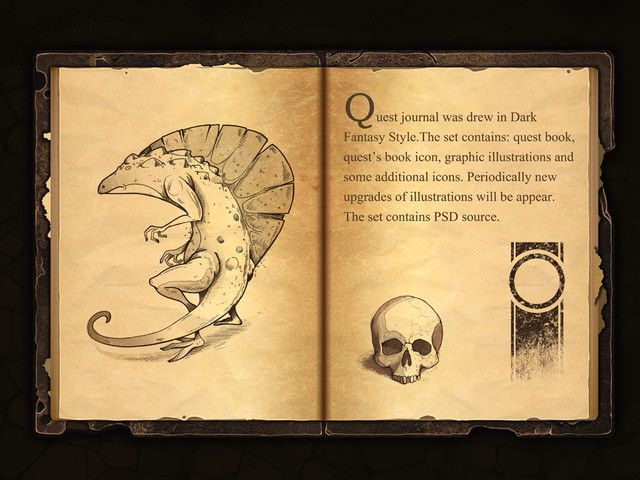 Quest journal was drew in Dark
Fantasy Style.The set contains: quest book,
quest's book icon, graphic illustrations and
some additional icons. Periodically new
upgrades of illustrations will be appear.
The set contains PSD source.